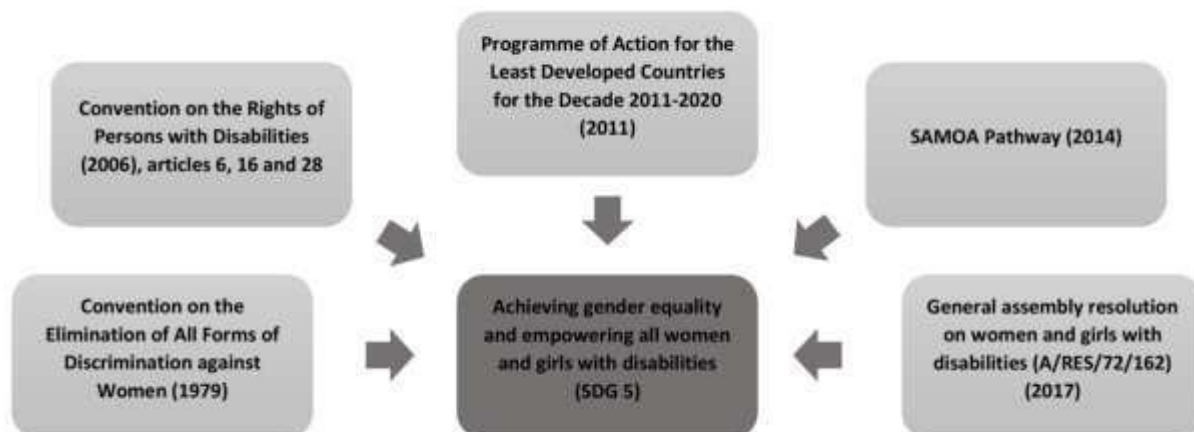 Programme of Action for the
Least Developed Countries
for the Decade 2011-2020
(2011)
Convention on the Rights of
Persons with Disabilities
(2006), articles 6, 16 and 28
SAMOA Pathway (2014)
Convention on the
Elimination of All Forms of
Discrimination against
Women (1979)
Achieving gender equality
and empowering all women
and girls with disabilities
(SDG 5)
General assembly resolution
on women and girls with
disabilities (A/RES/72/162)
(2017)